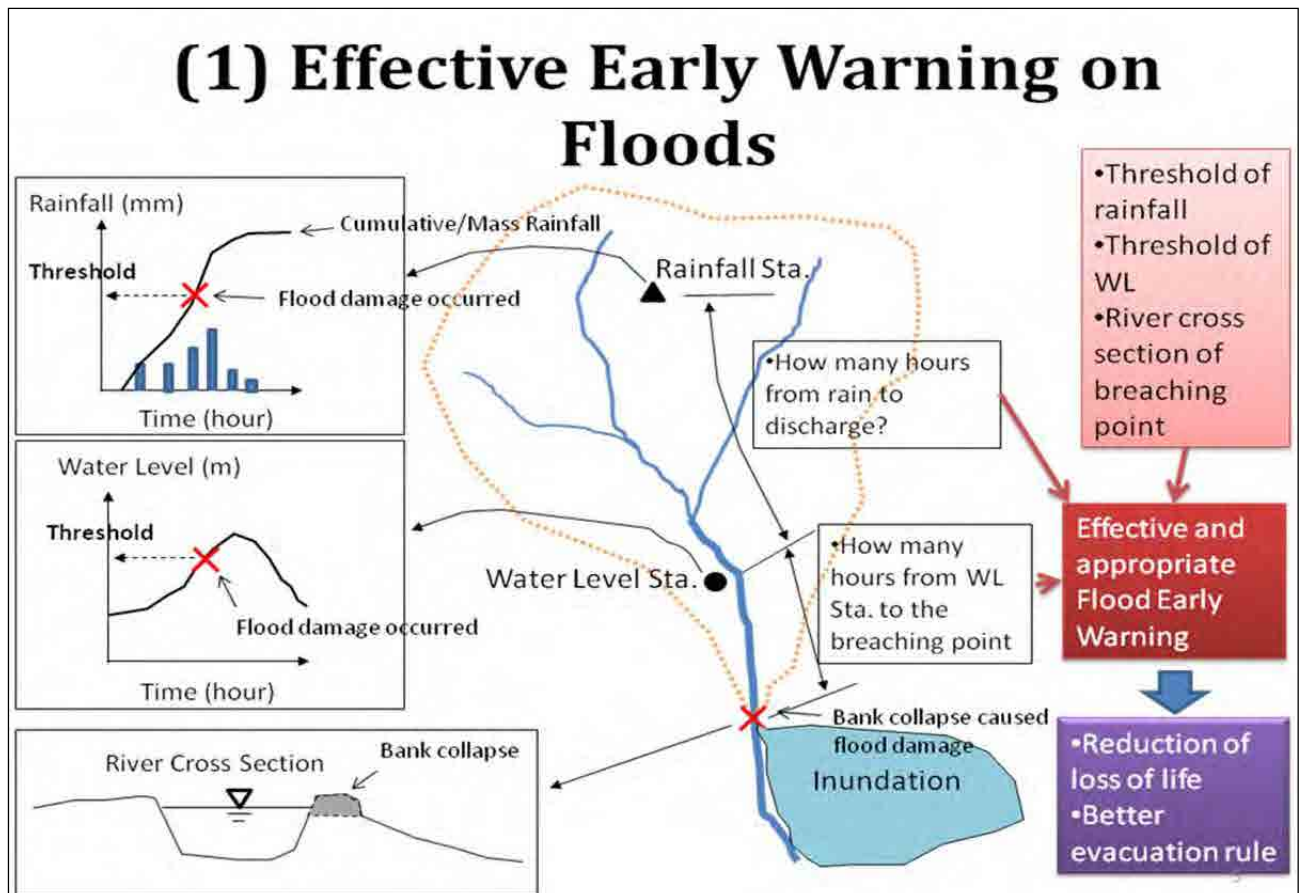 (1) Effective Early Warning on
Floods
Rainfall (mm)
Cumulative/Mass Rainfall
Threshold
Flood damage occurred
Time (hour)
Water Level (m)
Threshold
Flood damage occurred
Time (hour)
River Cross Section
Bank collapse
Rainfall Sta.
•How many hours
from rain to
discharge?
Water Level Sta.
•How many
hours from WL
Sta. to the
breaching point
Bank collapse caused
flood damage
Inundation
•Threshold of
rainfall
•Threshold of
WL
•River cross
section of
breaching
point
Effective and
appropriate
Flood Early
Warning
•Reduction of
loss of life
•Better
evacuation rule